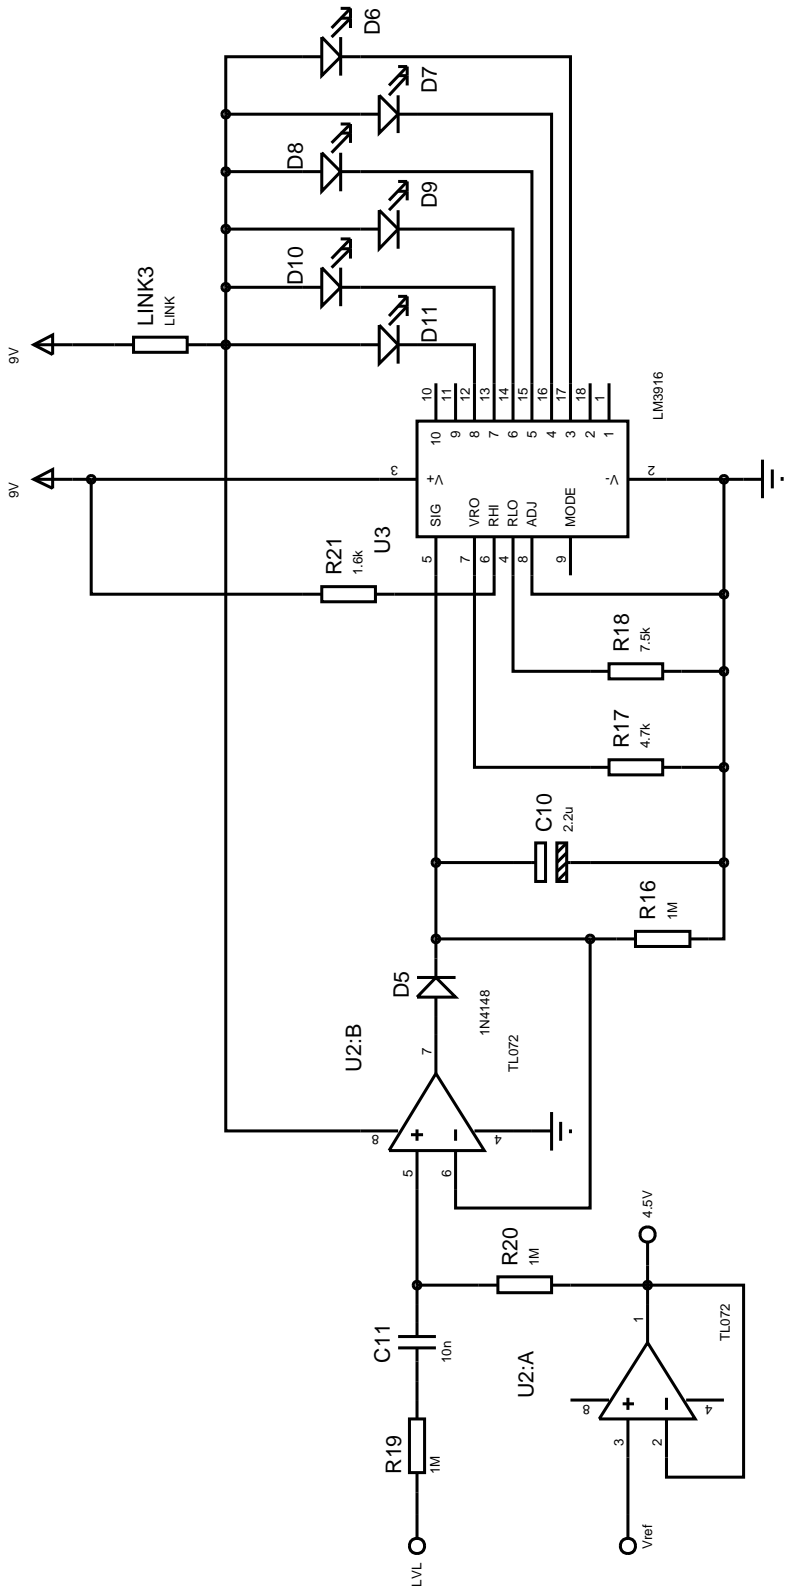 D6
D7
D8
D9
D10
D11
LINK3
LINK
9V
9V
10
11
12
13
14
15
16
17
18
1
10
9
8
7
6
5
4
3
2
1
LM3916
3
V+
V-
2
SIG
VRO
RHI
RLO
ADJ
MODE
5
7
6
4
8
9
U3
R21
1.6k
R18
7.5k
R17
4.7k
C10
2.2u
R16
1M
D5
1N4148
U2:B
TL072
7
8
4
5
6
R20
1M
4.5V
C11
10n
U2:A
TL072
1
8
4
3
2
R19
1M
LVL
Vref